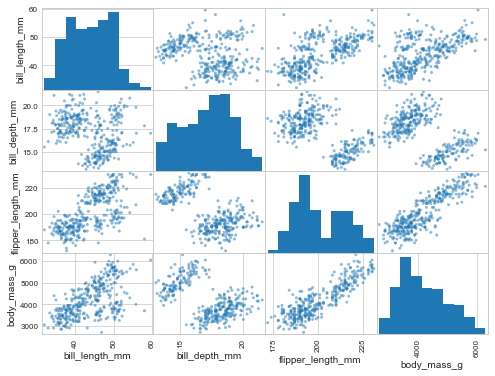 60
50
40
bill_length_mm
20.0
17.5
15.0
bill_depth_mm
220
200
180
flipper_length_mm
6000
5000
4000
3000
body_mass_g
40 50 60 15 20 175 200 225 4000 6000
bill_length_mm bill_depth_mm flipper_length_mm body_mass_g